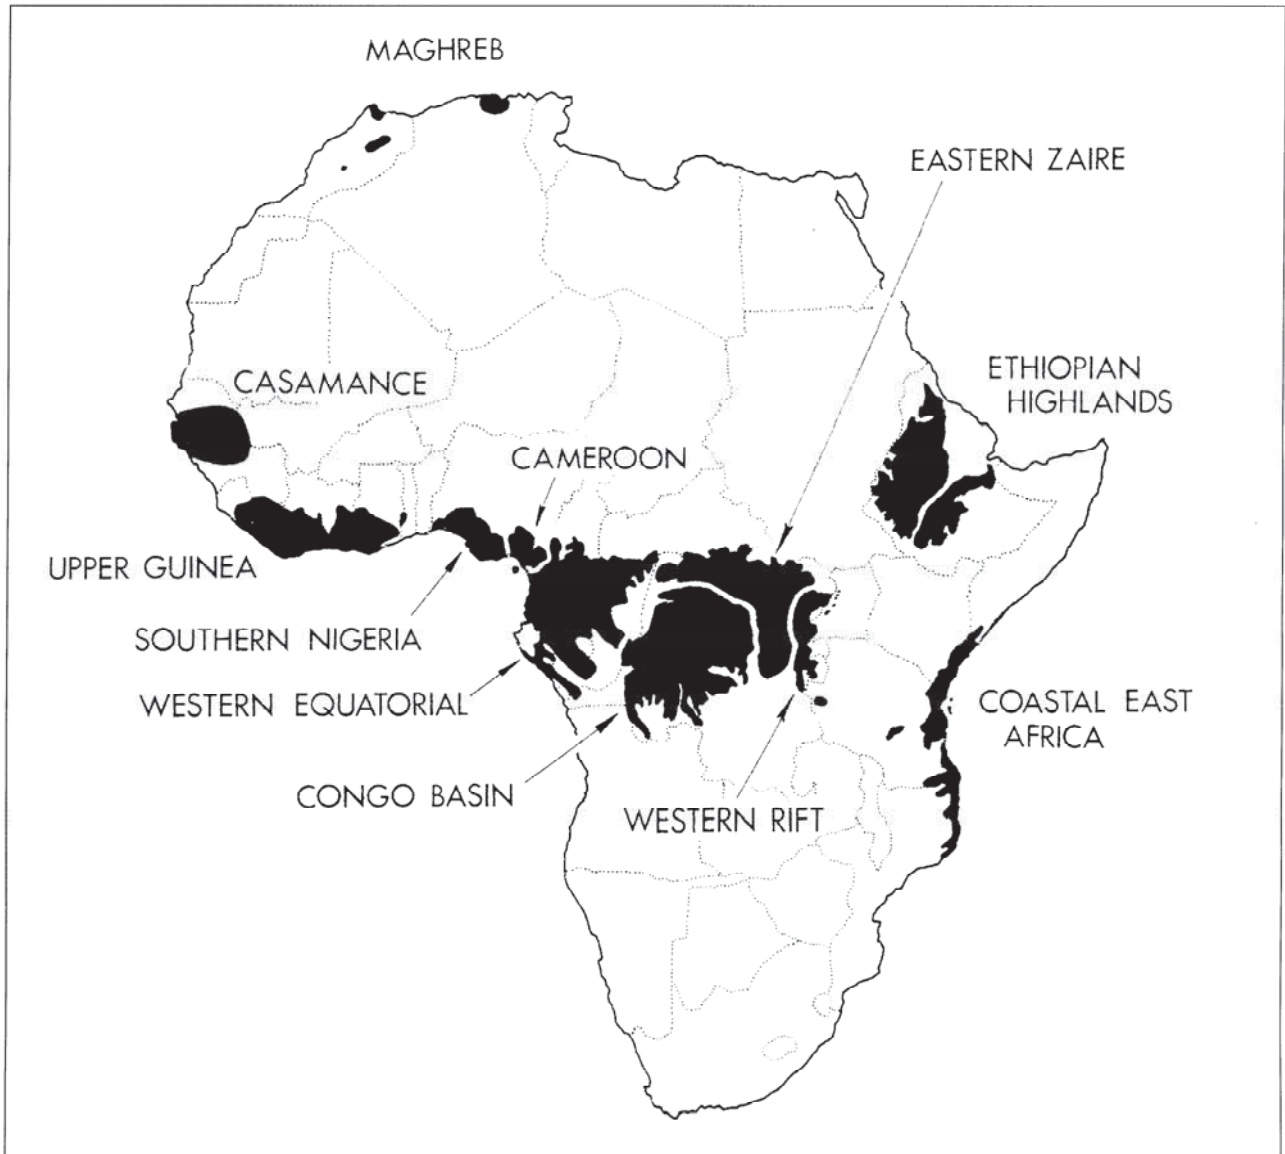 MAGHREB
EASTERN ZAIRE
CASAMANCE
ETHIOPIAN
HIGHLANDS
CAMEROON
UPPER GUINEA
SOUTHERN NIGERIA
WESTERN EQUATORIAL
COASTAL EAST
AFRICA
CONGO BASIN
WESTERN RIFT